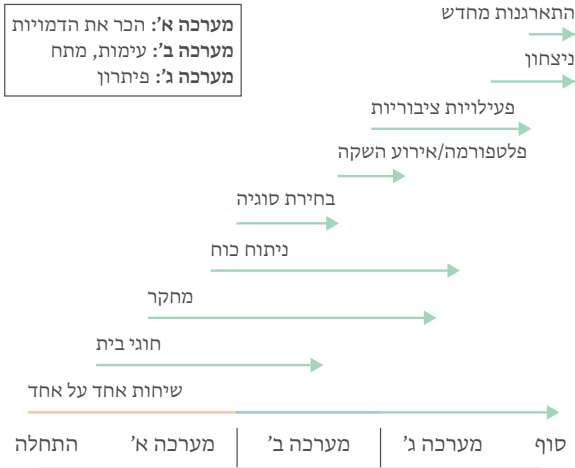 מערכה א׳: הכר את הדמויות
מערכה ב׳: עימות, מתח
מערכה ג׳: פיתרון
התארגנות מחדש
ניצחון
פעילויות ציבוריות
פלטפורמה/אירוע השקה
בחירת סוגיה
ניתוח כוח
מחקר
חוגי בית
שיחות אחד על אחד
התחלה
מערכה א׳
מערכה ב׳
מערכה ג׳
סוף